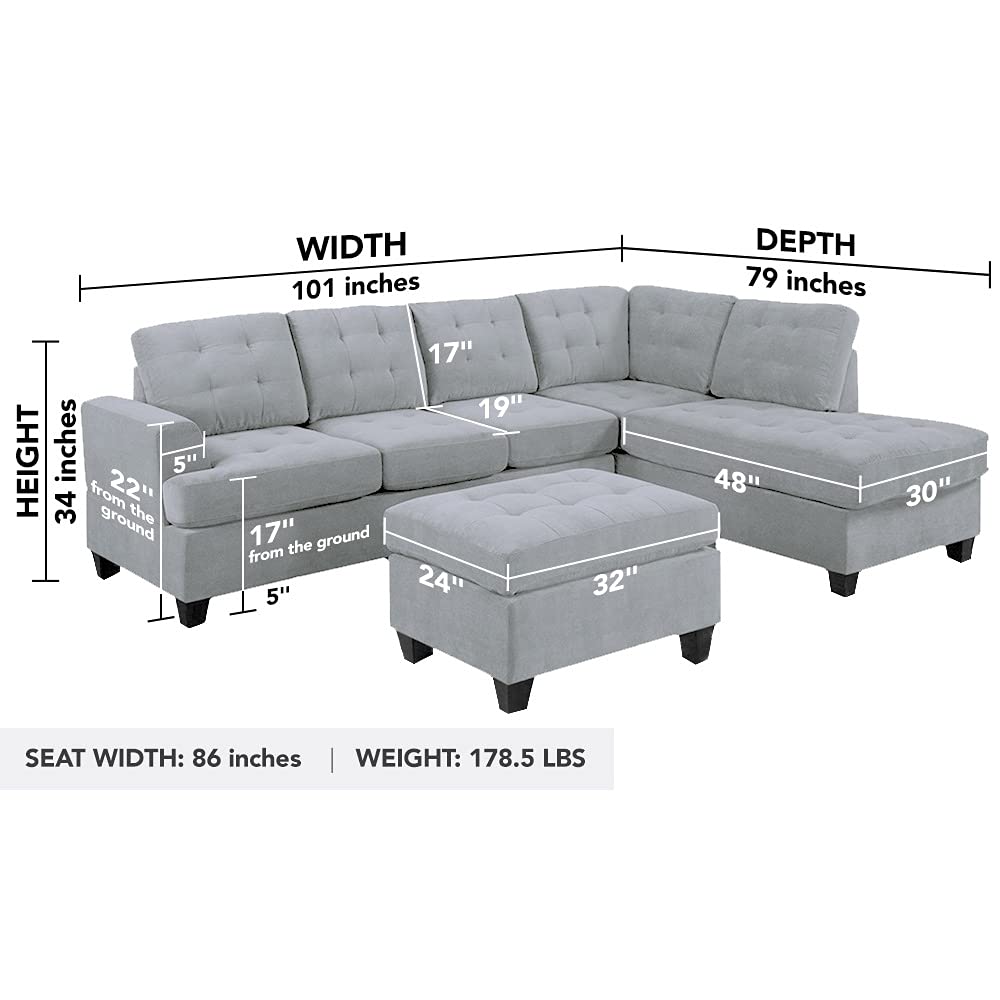 WIDTH
101 inches
DEPTH
79 inches
HEIGHT
34 inches
17"
19"
5"
22"
from the
ground
17"
from the ground
5"
48"
30"
24"
32"
SEAT WIDTH: 86 inches | WEIGHT: 178.5 LBS